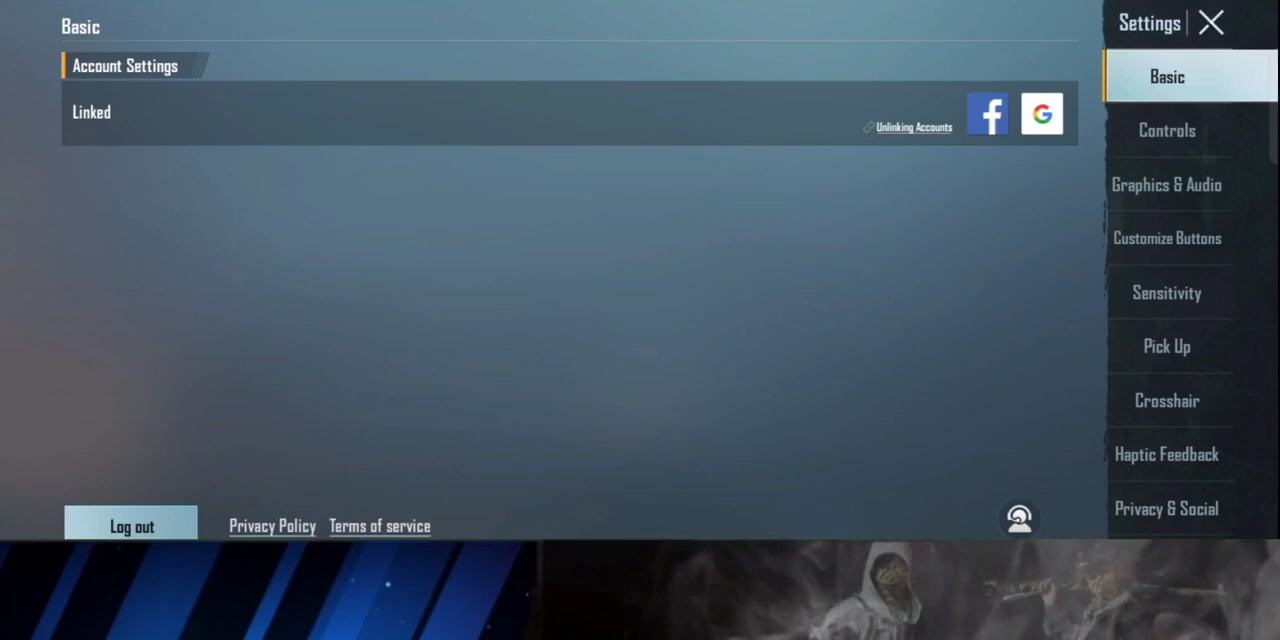 Basic
Settings
Account Settings
Linked
Unlinking Accounts
Basic
Controls
Graphics & Audio
Customize Buttons
Sensitivity
Pick Up
Crosshair
Haptic Feedback
Privacy & Social
Log out
Privacy Policy
Terms of service